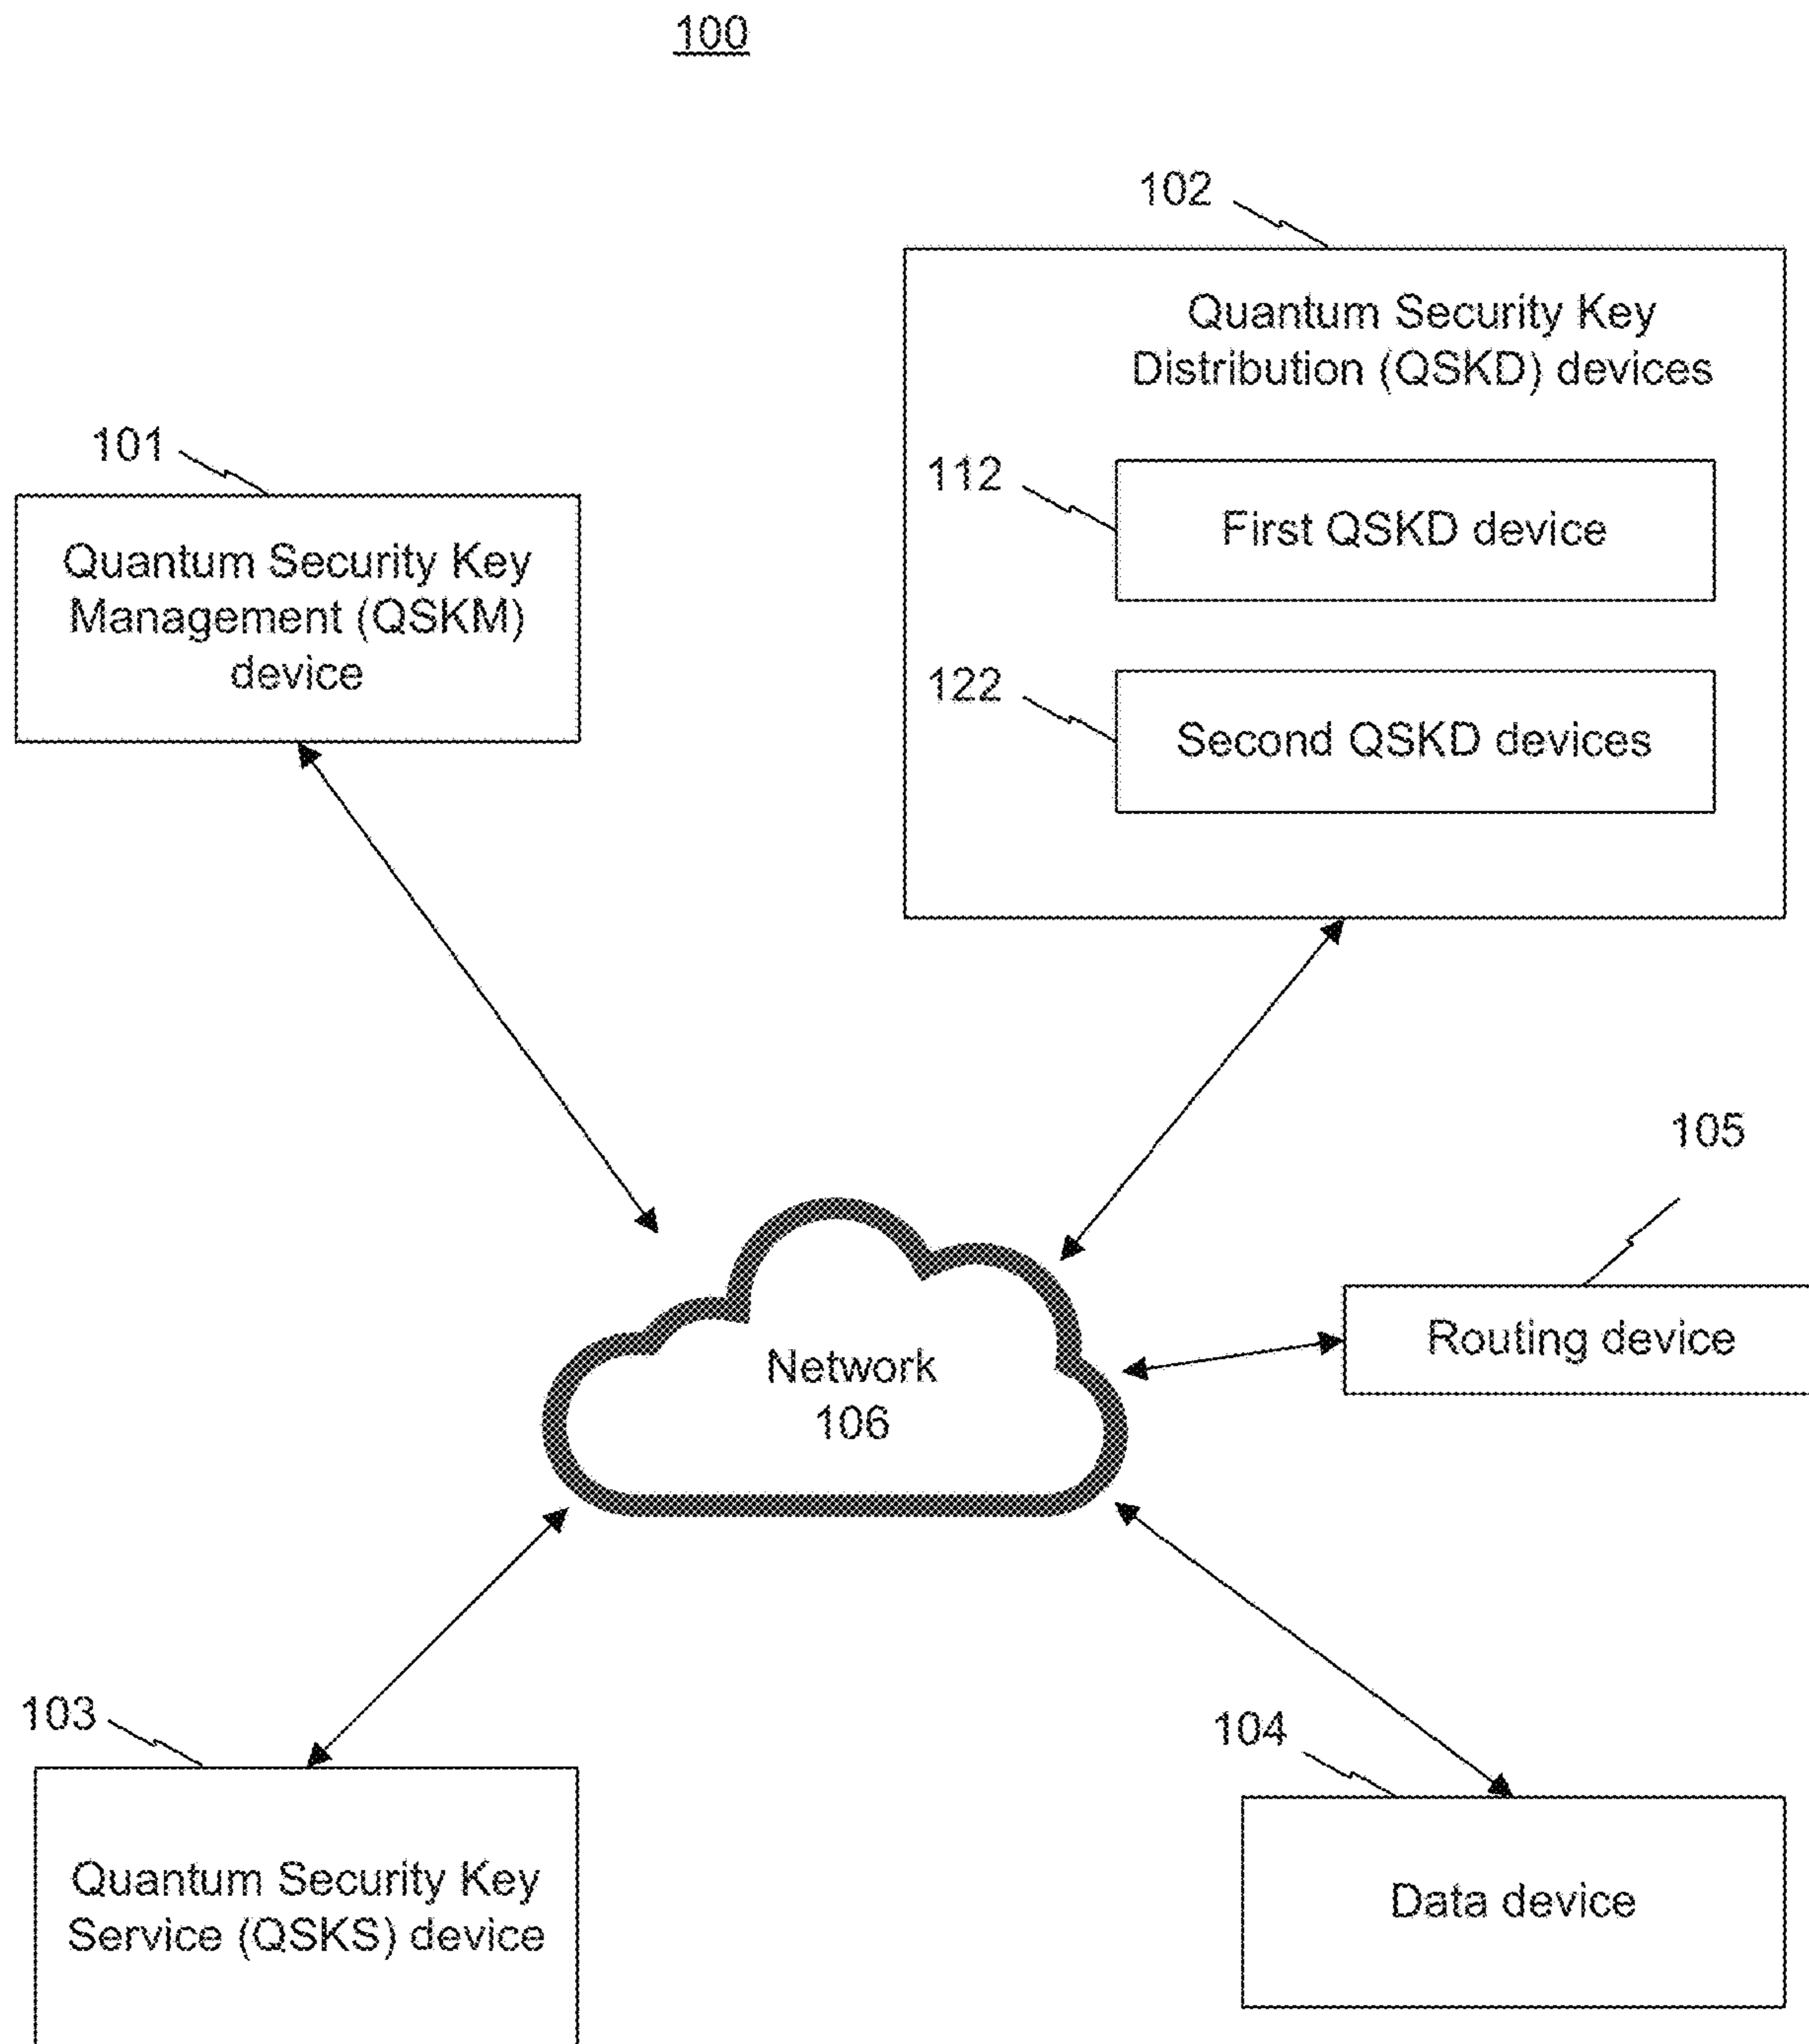 100
102
Quantum Security Key
Distribution (QSKD) devices
101
112
First QSKD device
Quantum Security Key
Management (QSKM)
device
122
Second QSKD devices
105
Routing device
Network
106
103
104
Quantum Security Key
Service (QSKS) device
Data device